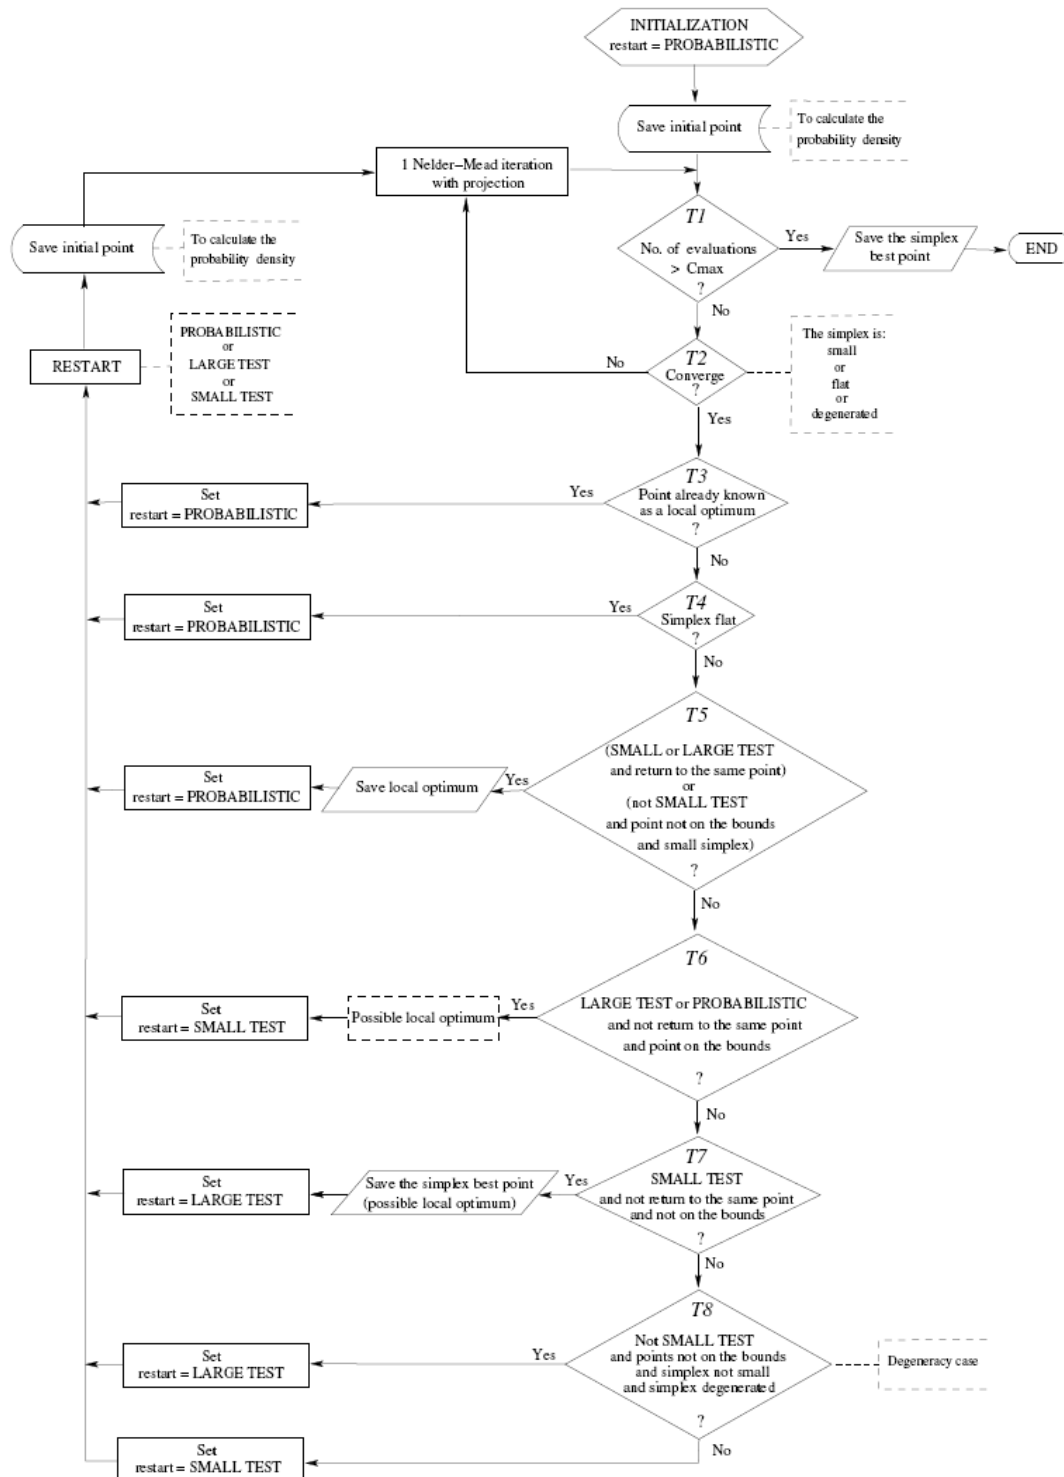 INITIALIZATION
restart = PROBABILISTIC
Save initial point
To calculate the
probability density
1 Nelder-Mead iteration
with projection
T1
No. of evaluations
> Cmax
?
Yes
Save the simplex
best point
END
No
Save initial point
To calculate the
probability density
RESTART
PROBABILISTIC
or
LARGE TEST
or
SMALL TEST
T2
Converge
?
No
The simplex is:
small
or
flat
or
degenerated
Yes
T3
Point already known
as a local optimum
?
Yes
Set
restart = PROBABILISTIC
No
T4
Simplex flat
?
Yes
Set
restart = PROBABILISTIC
No
T5
(SMALL or LARGE TEST
and return to the same point)
or
(not SMALL TEST
and point not on the bounds
and small simplex)
?
Yes
Save local optimum
Set
restart = PROBABILISTIC
No
T6
LARGE TEST or PROBABILISTIC
and not return to the same point
and point on the bounds
?
Yes
Possible local optimum
Set
restart = SMALL TEST
No
T7
SMALL TEST
and not return to the same point
and not on the bounds
?
Yes
Save the simplex best point
(possible local optimum)
Set
restart = LARGE TEST
No
T8
Not SMALL TEST
and points not on the bounds
and simplex not small
and simplex degenerated
?
Yes
Degeneracy case
Set
restart = LARGE TEST
No
Set
restart = SMALL TEST